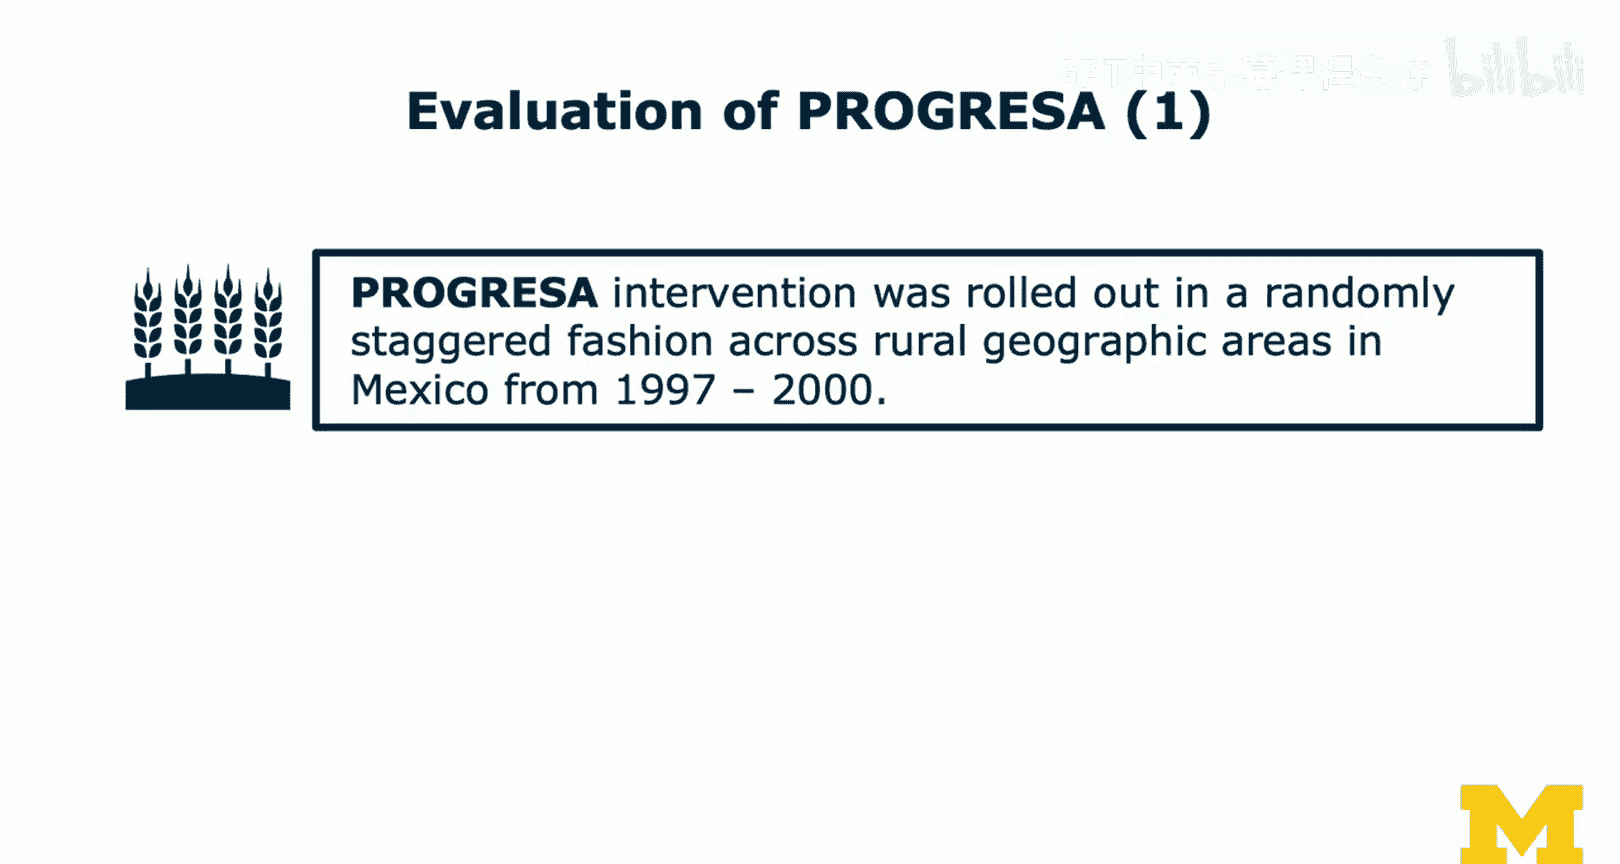 bilibili
Evaluation of PROGRESA (1)
PROGRESA intervention was rolled out in a randomly
staggered fashion across rural geographic areas in
Mexico from 1997 – 2000.
M